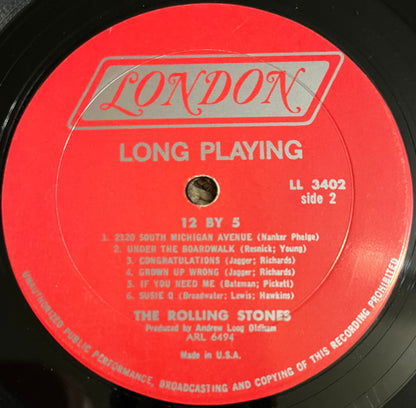 LONDON
LONG PLAYING
LL 3402
side 2
12 BY 5
1. 2120 SOUTH MICHIGAN AVENUE (Nanker Phelge)
2. UNDER THE BOARDWALK (Resnick; Young)
3. CONGRATULATIONS (Jagger; Richards)
4. GROWN UP WRONG (Jagger; Richards)
5. IF YOU NEED ME (Bateman; Pickett)
6. SUSIE Q (Broadwater; Lewis; Hawkins)
THE ROLLING STONES
Produced by Andrew Long Oldham
ARL 6494
Made in U.S.A.
UNAUTHORIZED PUBLIC PERFORMANCE, BROADCASTING AND COPYING OF THIS RECORDING PROHIBITED